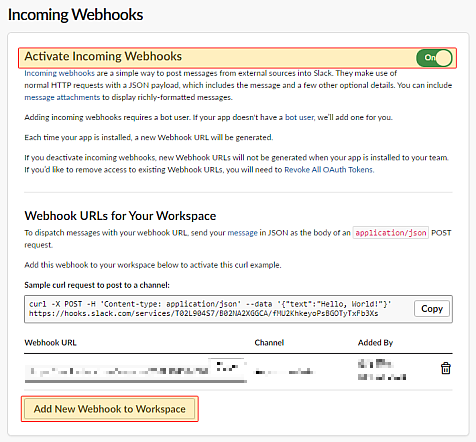 Incoming Webhooks
Activate Incoming Webhooks
On
Incoming webhooks are a simple way to post messages from external sources into Slack. They make use of
normal HTTP requests with a JSON payload, which includes the message and a few other optional details. You can include
message attachments to display richly-formatted messages.
Adding incoming webhooks requires a bot user. If your app doesn't have a bot user, we'll add one for you.
Each time your app is installed, a new Webhook URL will be generated.
If you deactivate incoming webhooks, new Webhook URLs will not be generated when your app is installed to your team.
If you'd like to remove access to existing Webhook URLs, you will need to Revoke All OAuth Tokens.
Webhook URLs for Your Workspace
To dispatch messages with your webhook URL, send your message in JSON as the body of an application/json POST
request.
Add this webhook to your workspace below to activate this curl example.
Sample curl request to post to a channel:
curl -X POST -H 'Content-type: application/json' --data '{"text":"Hello, World!"}'
https://hooks.slack.com/services/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
Copy
Webhook URL Channel Added By
Add New Webhook to Workspace